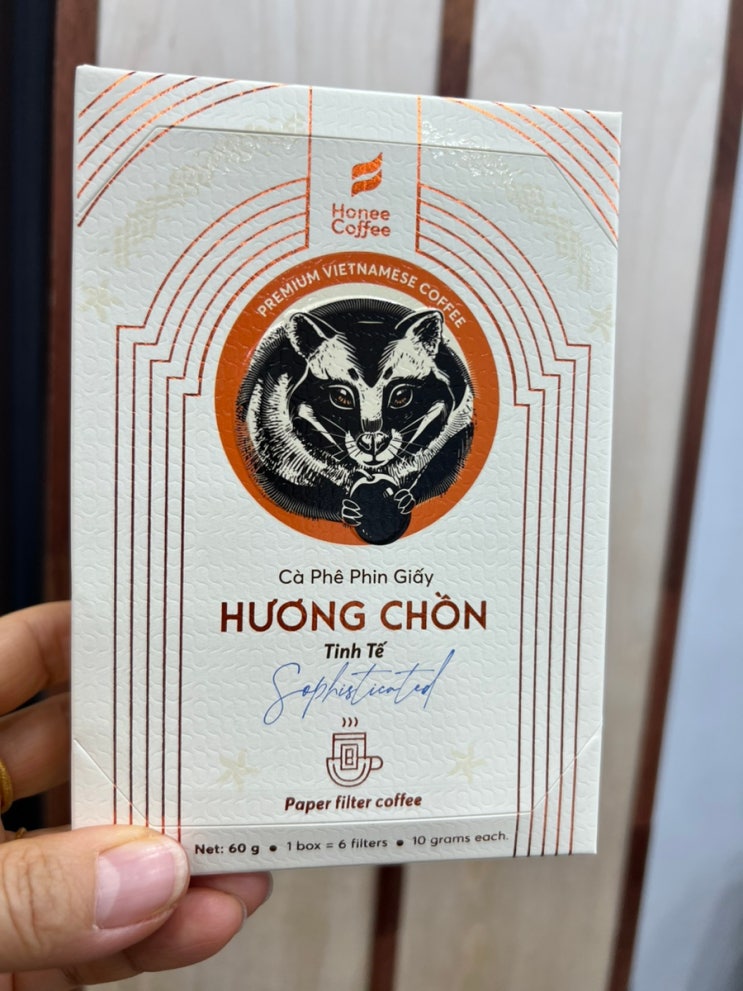 Honee
Coffee
PREMIUM VIETNAMESE COFFEE
Cà Phê Phin Giấy
HƯƠNG CHỒN
Tinh Tế
Sophisticated
Paper filter coffee
Net: 60 g ● 1 box = 6 filters ● 10 grams each.